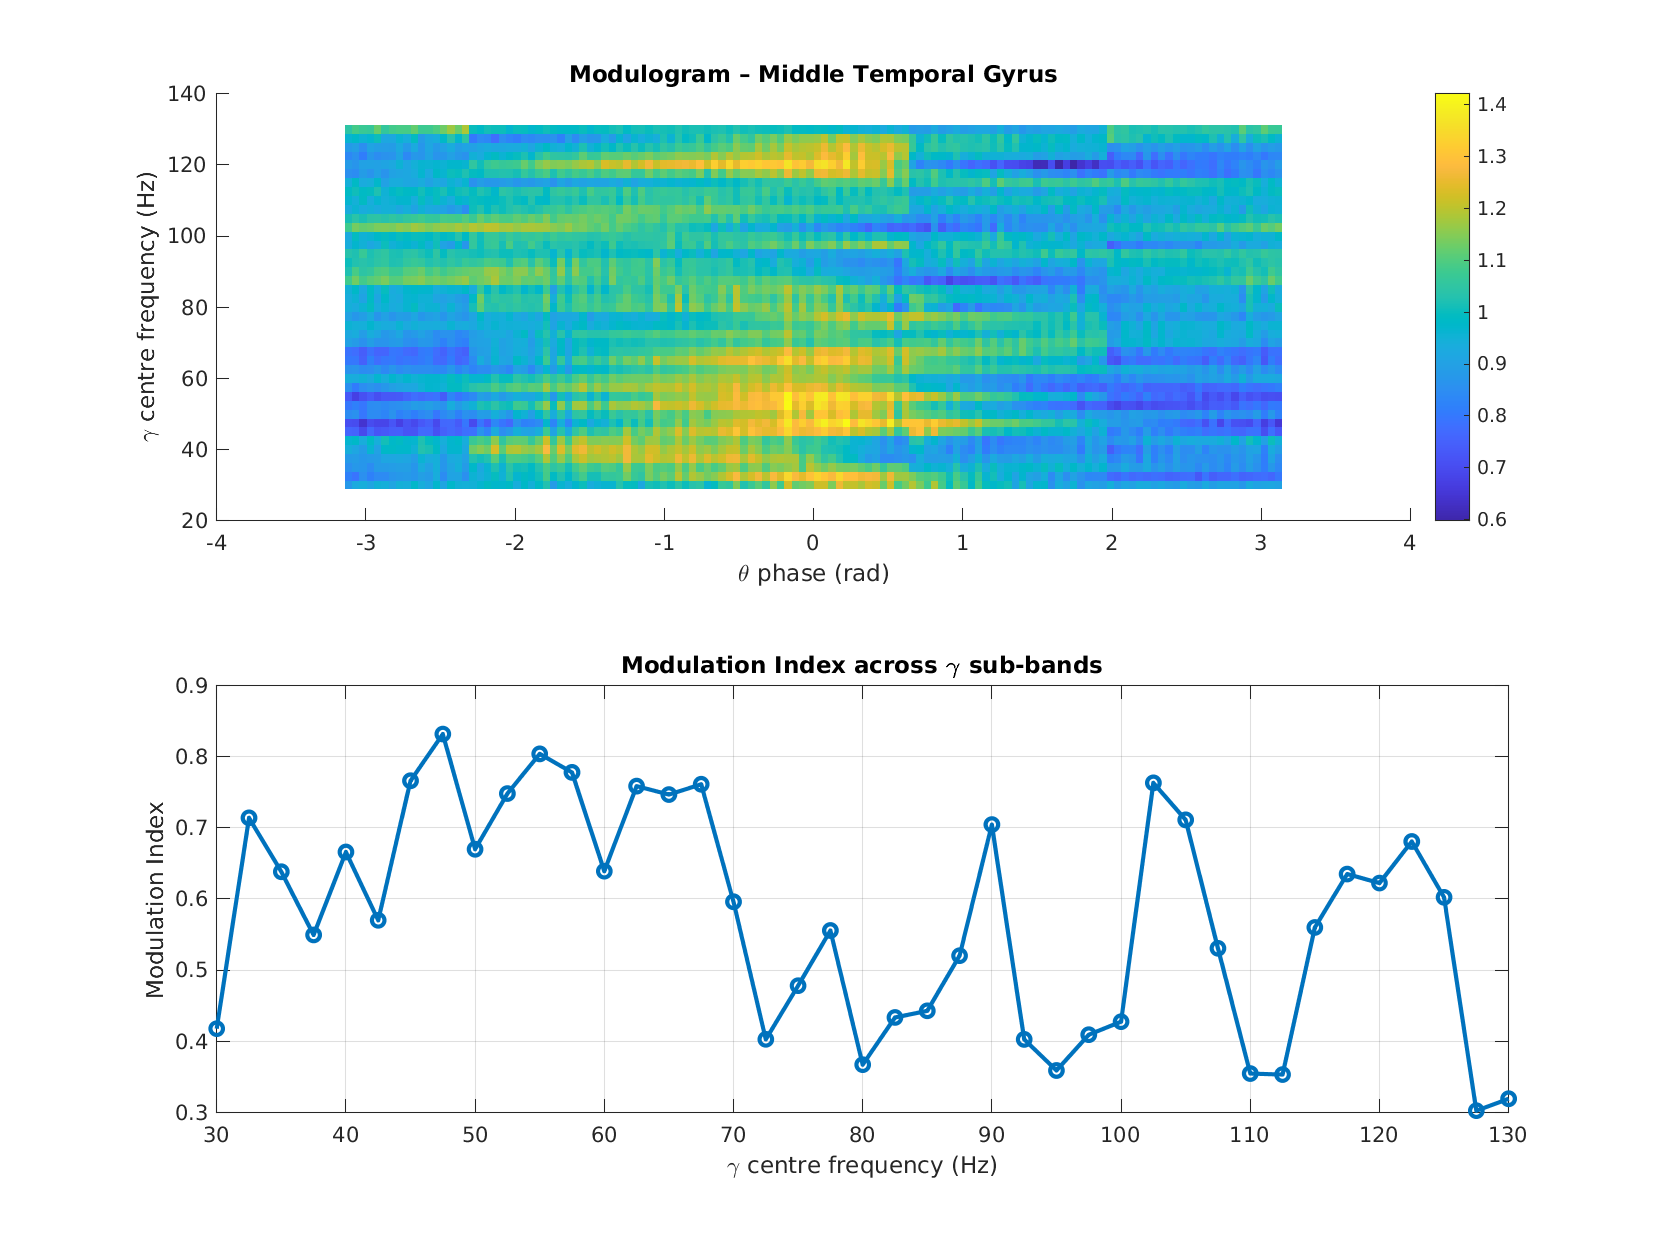 Modulogram – Middle Temporal Gyrus
γ centre frequency (Hz)
140
120
100
80
60
40
20
-4 -3 -2 -1 0 1 2 3 4
θ phase (rad)
1.4
1.3
1.2
1.1
1
0.9
0.8
0.7
0.6
Modulation Index across γ sub-bands
Modulation Index
0.9
0.8
0.7
0.6
0.5
0.4
0.3
30 40 50 60 70 80 90 100 110 120 130
γ centre frequency (Hz)